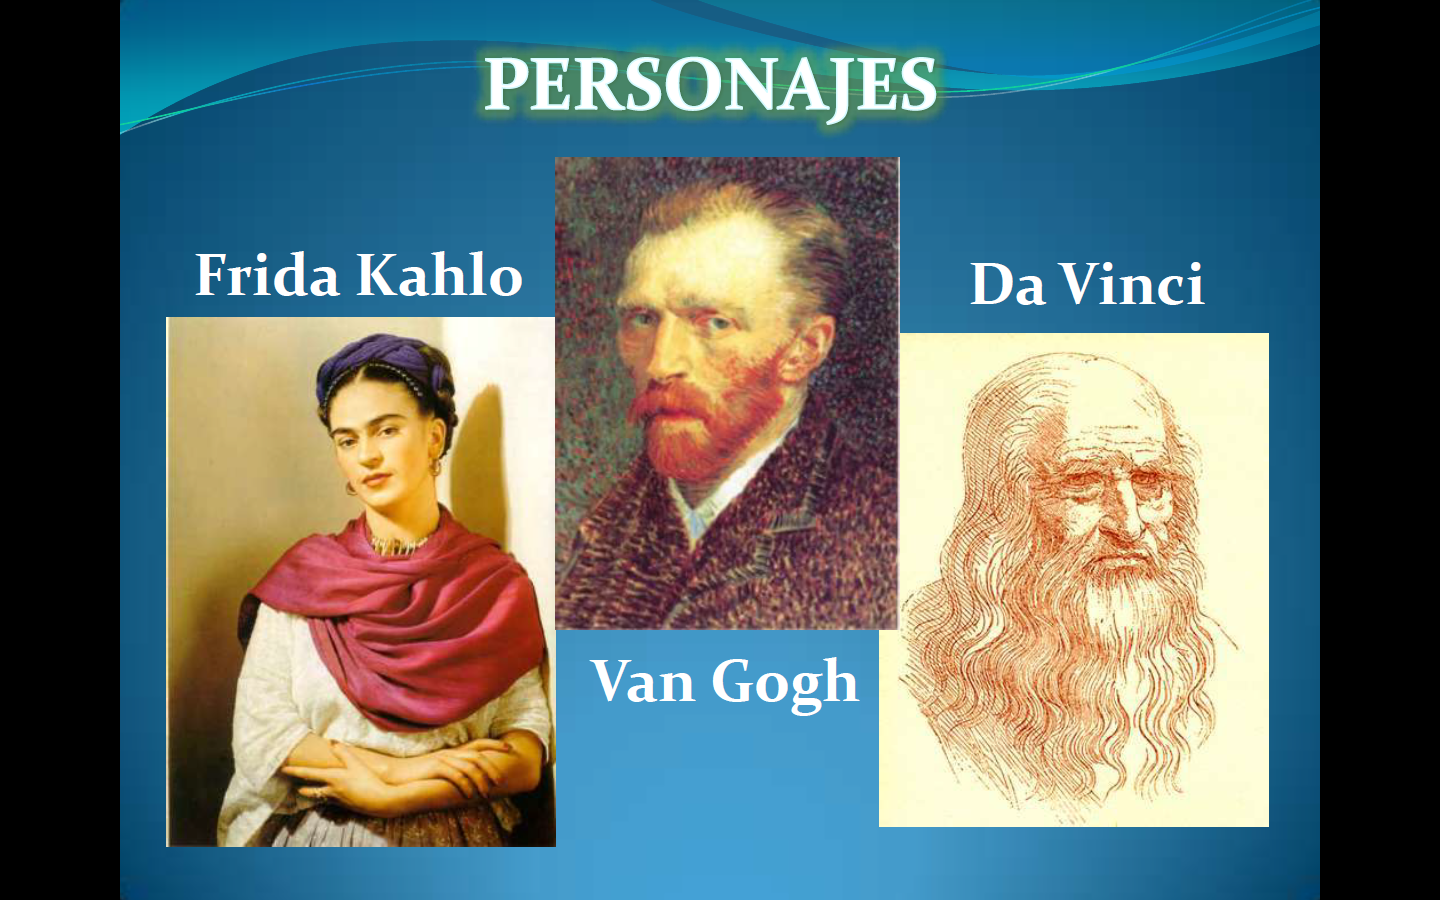 PERSONAJES
Frida Kahlo
Da Vinci
Van Gogh